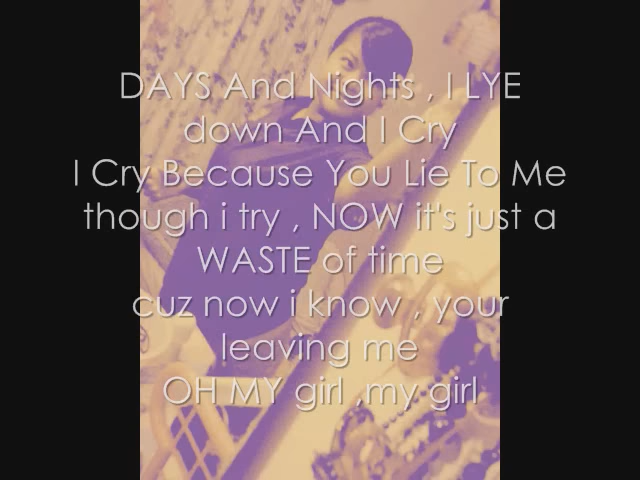 DAYS And Nights , I LYE
down And I Cry
I Cry Because You Lie To Me
though i try , NOW it's just a
WASTE of time
cuz now i know , your
leaving me
OH MY girl ,my girl